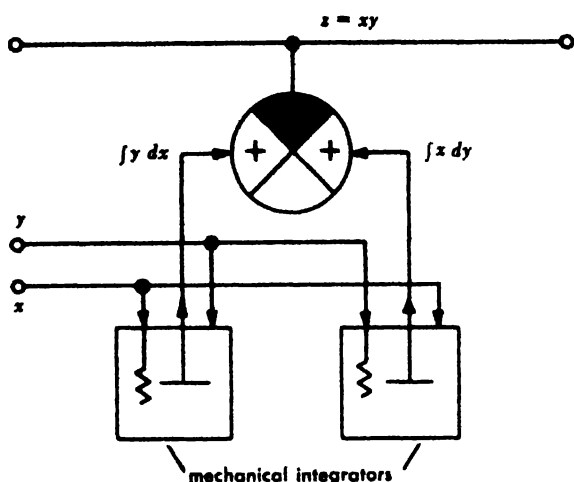 z = xy
+ +
∫y dx
∫x dy
y
x
mechanical integrators